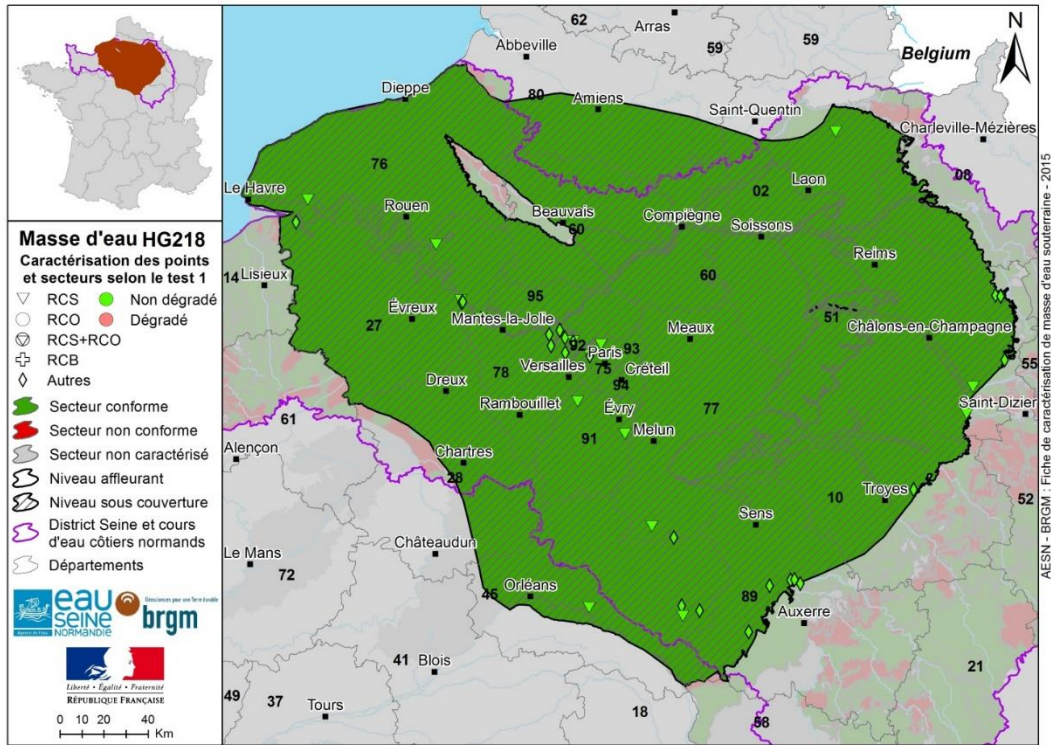 Masse d'eau HG218
Caractérisation des points
et secteurs selon le test 1
RCS
Non dégradé
RCO
Dégradé
RCS+RCO
RCB
Autres
Secteur conforme
Secteur non conforme
Secteur non caractérisé
Niveau affleurant
Niveau sous couverture
District Seine et cours
d'eau côtiers normands
Départements
eau
SEINE
NORMANDIE
Géosciences pour une Terre durable
brgm
Liberté • Égalité • Fraternité
RÉPUBLIQUE FRANÇAISE
0 10 20 40
Km
62
Arras
59
59
Belgium
N
Abbeville
Dieppe
80
Amiens
Saint-Quentin
Charleville-Mézières
76
02
Laon
08
Le Havre
Rouen
Beauvais
60
Compiègne
Soissons
Reims
14
Lisieux
60
95
51
Évreux
27
Mantes-la-Jolie
Meaux
Châlons-en-Champagne
92
93
Paris
75
Versailles
Créteil
94
55
78
Dreux
Rambouillet
Évry
77
Saint-Dizier
61
91
Melun
Alençon
Chartres
28
10
Troyes
52
Sens
Châteaudun
Le Mans
72
Orléans
45
89
Auxerre
41
Blois
21
49
37
Tours
18
58
AESN - BRGM : Fiche de caractérisation de masse d'eau souterraine - 2015